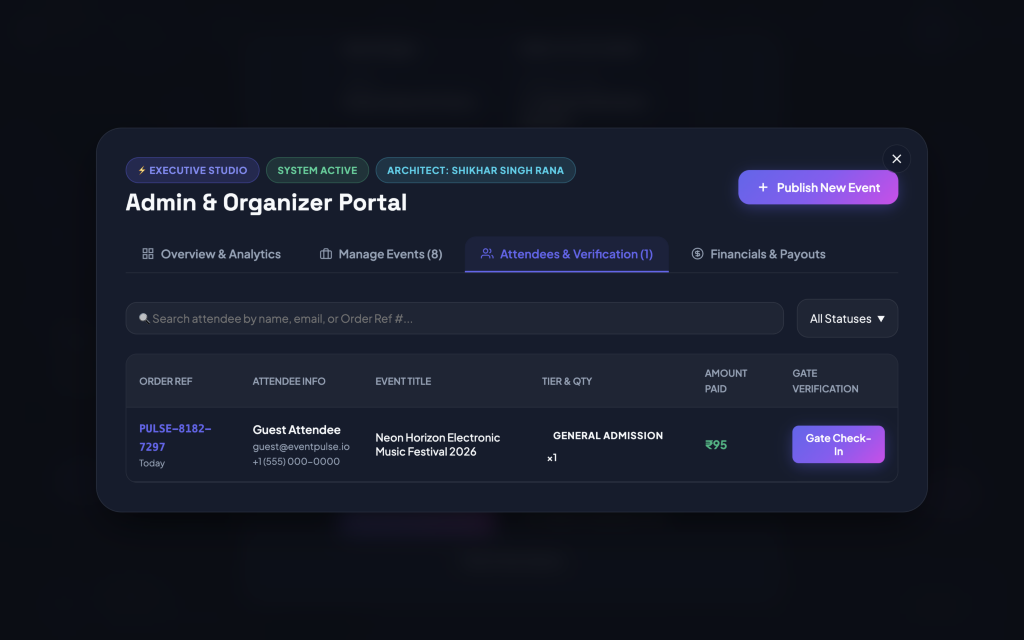 ⚡ EXECUTIVE STUDIO
SYSTEM ACTIVE
ARCHITECT: SHIKHAR SINGH RANA
Admin & Organizer Portal
+ Publish New Event
Overview & Analytics
Manage Events (8)
Attendees & Verification (1)
Financials & Payouts
Search attendee by name, email, or Order Ref #...
All Statuses ▼
ORDER REF
ATTENDEE INFO
EVENT TITLE
TIER & QTY
AMOUNT
PAID
GATE
VERIFICATION
PULSE-8182-
7297
Today
Guest Attendee
guest@eventpulse.io
+1 (555) 000-0000
Neon Horizon Electronic
Music Festival 2026
GENERAL ADMISSION
×1
₹95
Gate Check-
In